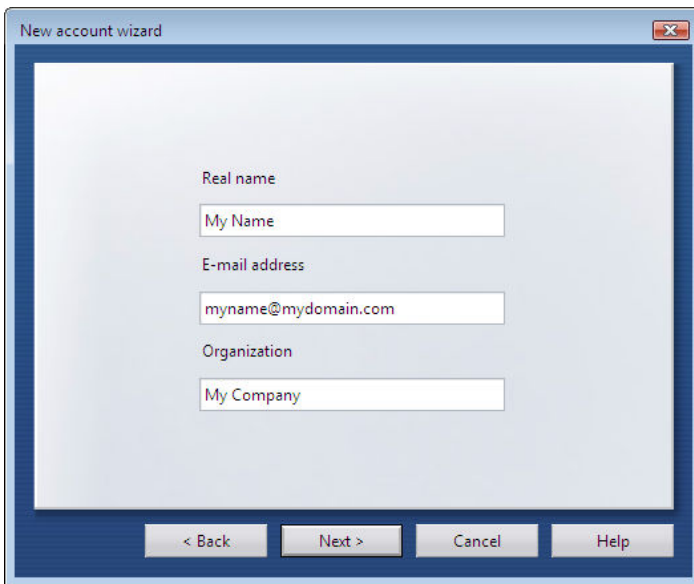 New account wizard
Real name
My Name
E-mail address
myname@mydomain.com
Organization
My Company
< Back Next > Cancel Help